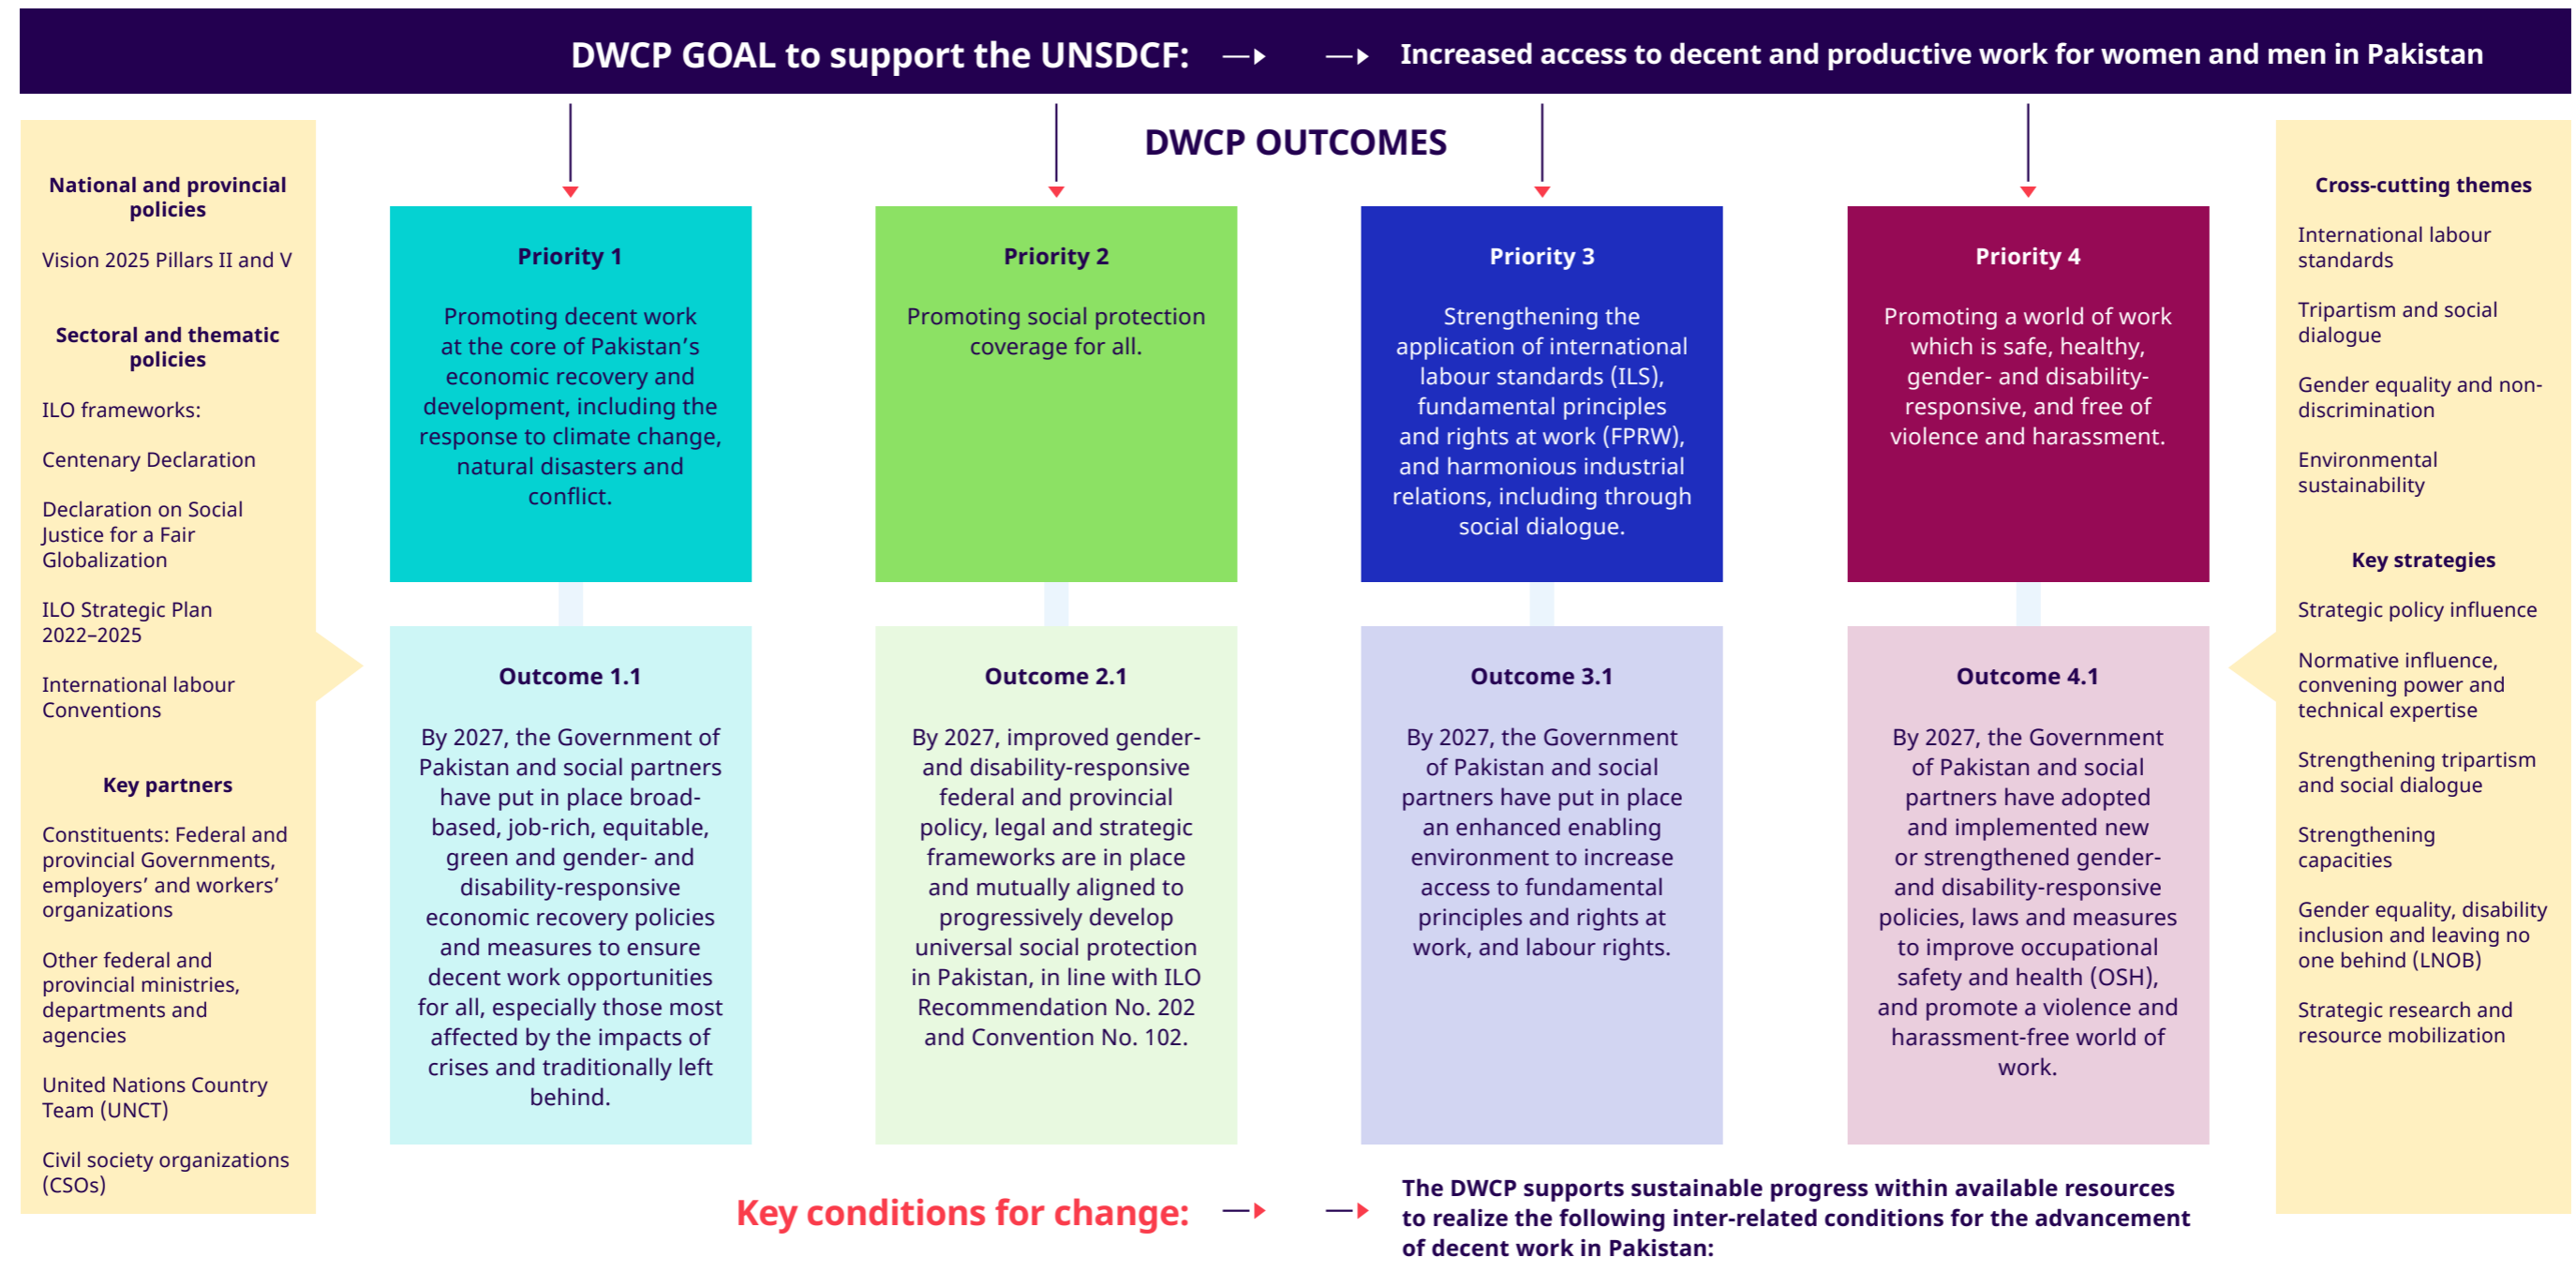 DWCP GOAL to support the UNSDCF:
Increased access to decent and productive work for women and men in Pakistan
DWCP OUTCOMES
National and provincial
policies
Vision 2025 Pillars II and V
Sectoral and thematic
policies
ILO frameworks:
Centenary Declaration
Declaration on Social
Justice for a Fair
Globalization
ILO Strategic Plan
2022–2025
International labour
Conventions
Key partners
Constituents: Federal and
provincial Governments,
employers’ and workers’
organizations
Other federal and
provincial ministries,
departments and
agencies
United Nations Country
Team (UNCT)
Civil society organizations
(CSOs)
Priority 1
Promoting decent work
at the core of Pakistan’s
economic recovery and
development, including the
response to climate change,
natural disasters and
conflict.
Outcome 1.1
By 2027, the Government of
Pakistan and social partners
have put in place broad-
based, job-rich, equitable,
green and gender- and
disability-responsive
economic recovery policies
and measures to ensure
decent work opportunities
for all, especially those most
affected by the impacts of
crises and traditionally left
behind.
Priority 2
Promoting social protection
coverage for all.
Outcome 2.1
By 2027, improved gender-
and disability-responsive
federal and provincial
policy, legal and strategic
frameworks are in place
and mutually aligned to
progressively develop
universal social protection
in Pakistan, in line with ILO
Recommendation No. 202
and Convention No. 102.
Priority 3
Strengthening the
application of international
labour standards (ILS),
fundamental principles
and rights at work (FPRW),
and harmonious industrial
relations, including through
social dialogue.
Outcome 3.1
By 2027, the Government
of Pakistan and social
partners have put in place
an enhanced enabling
environment to increase
access to fundamental
principles and rights at
work, and labour rights.
Priority 4
Promoting a world of work
which is safe, healthy,
gender- and disability-
responsive, and free of
violence and harassment.
Outcome 4.1
By 2027, the Government
of Pakistan and social
partners have adopted
and implemented new
or strengthened gender-
and disability-responsive
policies, laws and measures
to improve occupational
safety and health (OSH),
and promote a violence and
harassment-free world of
work.
Cross-cutting themes
International labour
standards
Tripartism and social
dialogue
Gender equality and non-
discrimination
Environmental
sustainability
Key strategies
Strategic policy influence
Normative influence,
convening power and
technical expertise
Strengthening tripartism
and social dialogue
Strengthening
capacities
Gender equality, disability
inclusion and leaving no
one behind (LNOB)
Strategic research and
resource mobilization
Key conditions for change:
The DWCP supports sustainable progress within available resources
to realize the following inter-related conditions for the advancement
of decent work in Pakistan: